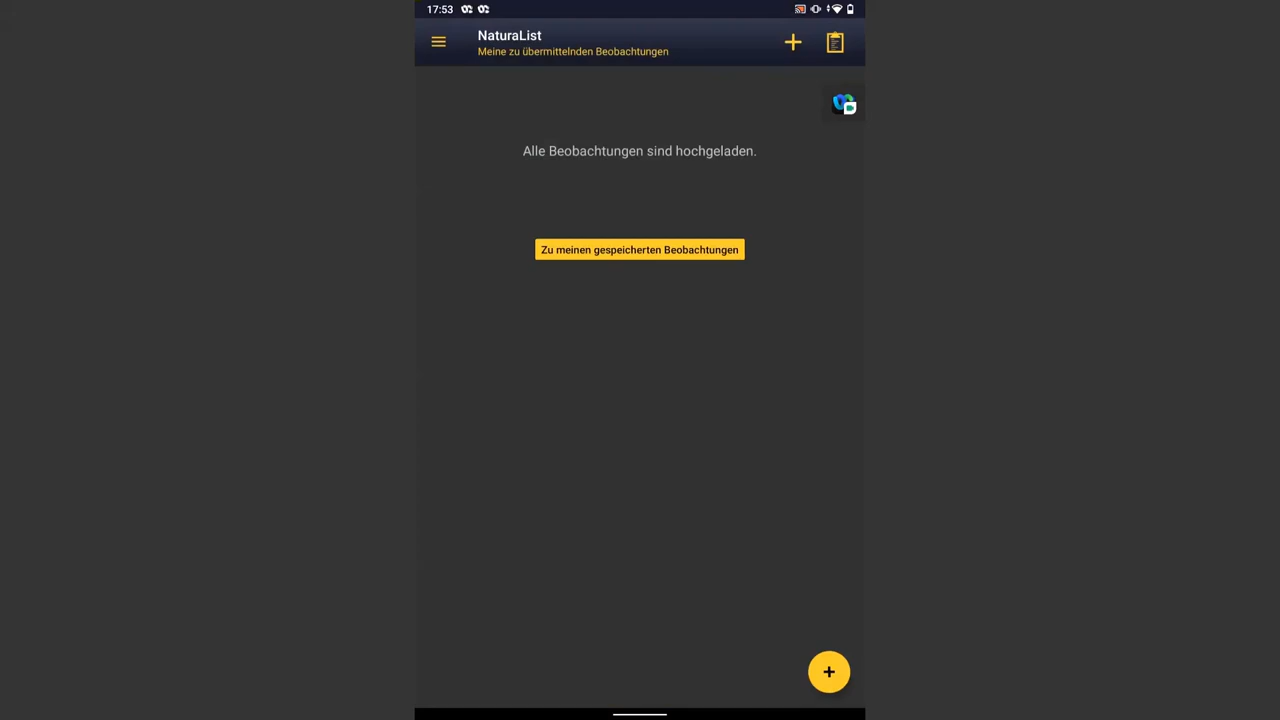 17:53
NaturaList
Meine zu übermittelnden Beobachtungen
Alle Beobachtungen sind hochgeladen.
Zu meinen gespeicherten Beobachtungen